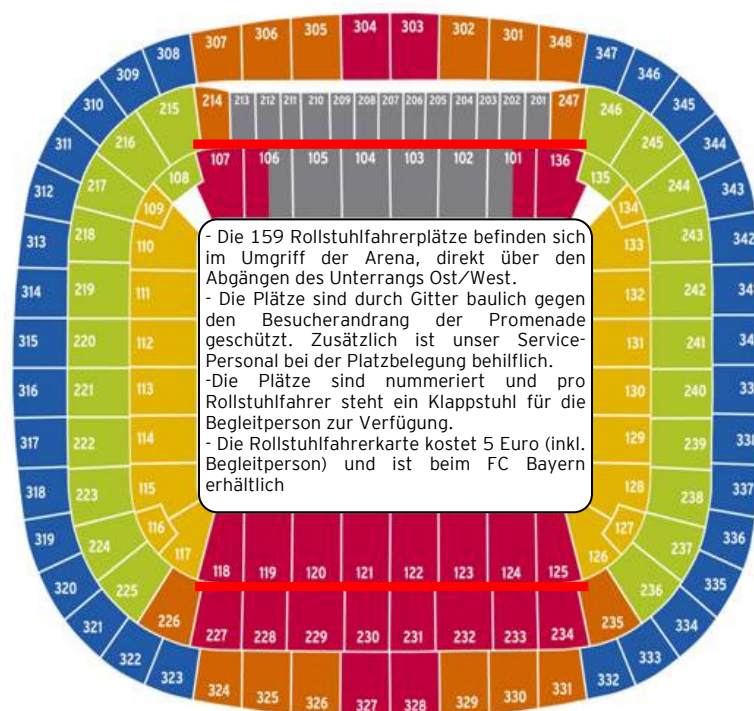 307 306 305 304 303 302 301 348
308 347
309 346
310 345
311 344
312 343
313 342
314
315
316
317 338
318 337
319 336
320 335
321 334
322 333
323 332
324 325 326 327 328 329 330 331
214 213 212 211 210 209 208 207 206 205 204 203 202 201 247
215 246
216 245
217 244
218 243
219 242
220 241
221 240
222 239
223 238
224 237
225 236
226 235
107 106 105 104 103 102 101 136
108 135
109 134
110 133
111 132
112 131
113 130
114 129
115 128
116 127
117 126
- Die 159 Rollstuhlfahrerplätze befinden sich
im Umgriff der Arena, direkt über den
Abgängen des Unterrangs Ost/West.
- Die Plätze sind durch Gitter baulich gegen
den Besucherandrang der Promenade
geschützt. Zusätzlich ist unser Service-
Personal bei der Platzbelegung behilflich.
-Die Plätze sind nummeriert und pro
Rollstuhlfahrer steht ein Klappstuhl für die
Begleitperson zur Verfügung.
- Die Rollstuhlfahrerkarte kostet 5 Euro (inkl.
Begleitperson) und ist beim FC Bayern
erhältlich
118 119 120 121 122 123 124 125
227 228 229 230 231 232 233 234